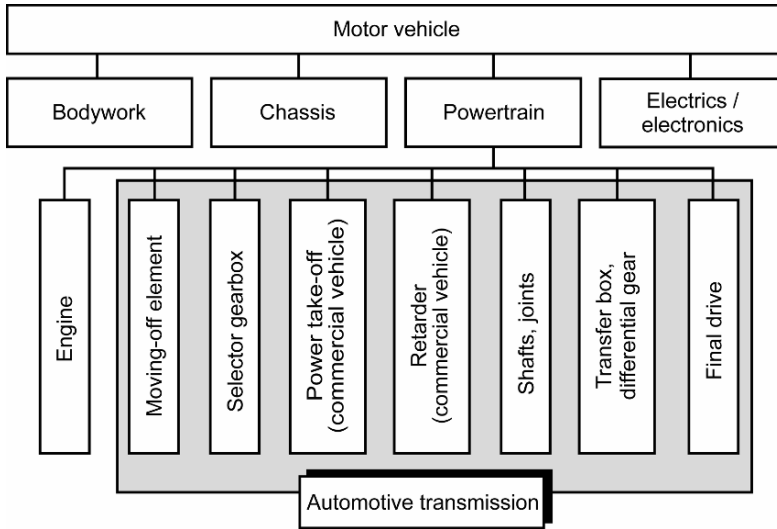 Motor vehicle
Bodywork
Chassis
Powertrain
Electrics /
electronics
Engine
Moving-off element
Selector gearbox
Power take-off
(commercial vehicle)
Retarder
(commercial vehicle)
Shafts, joints
Transfer box,
differential gear
Final drive
Automotive transmission